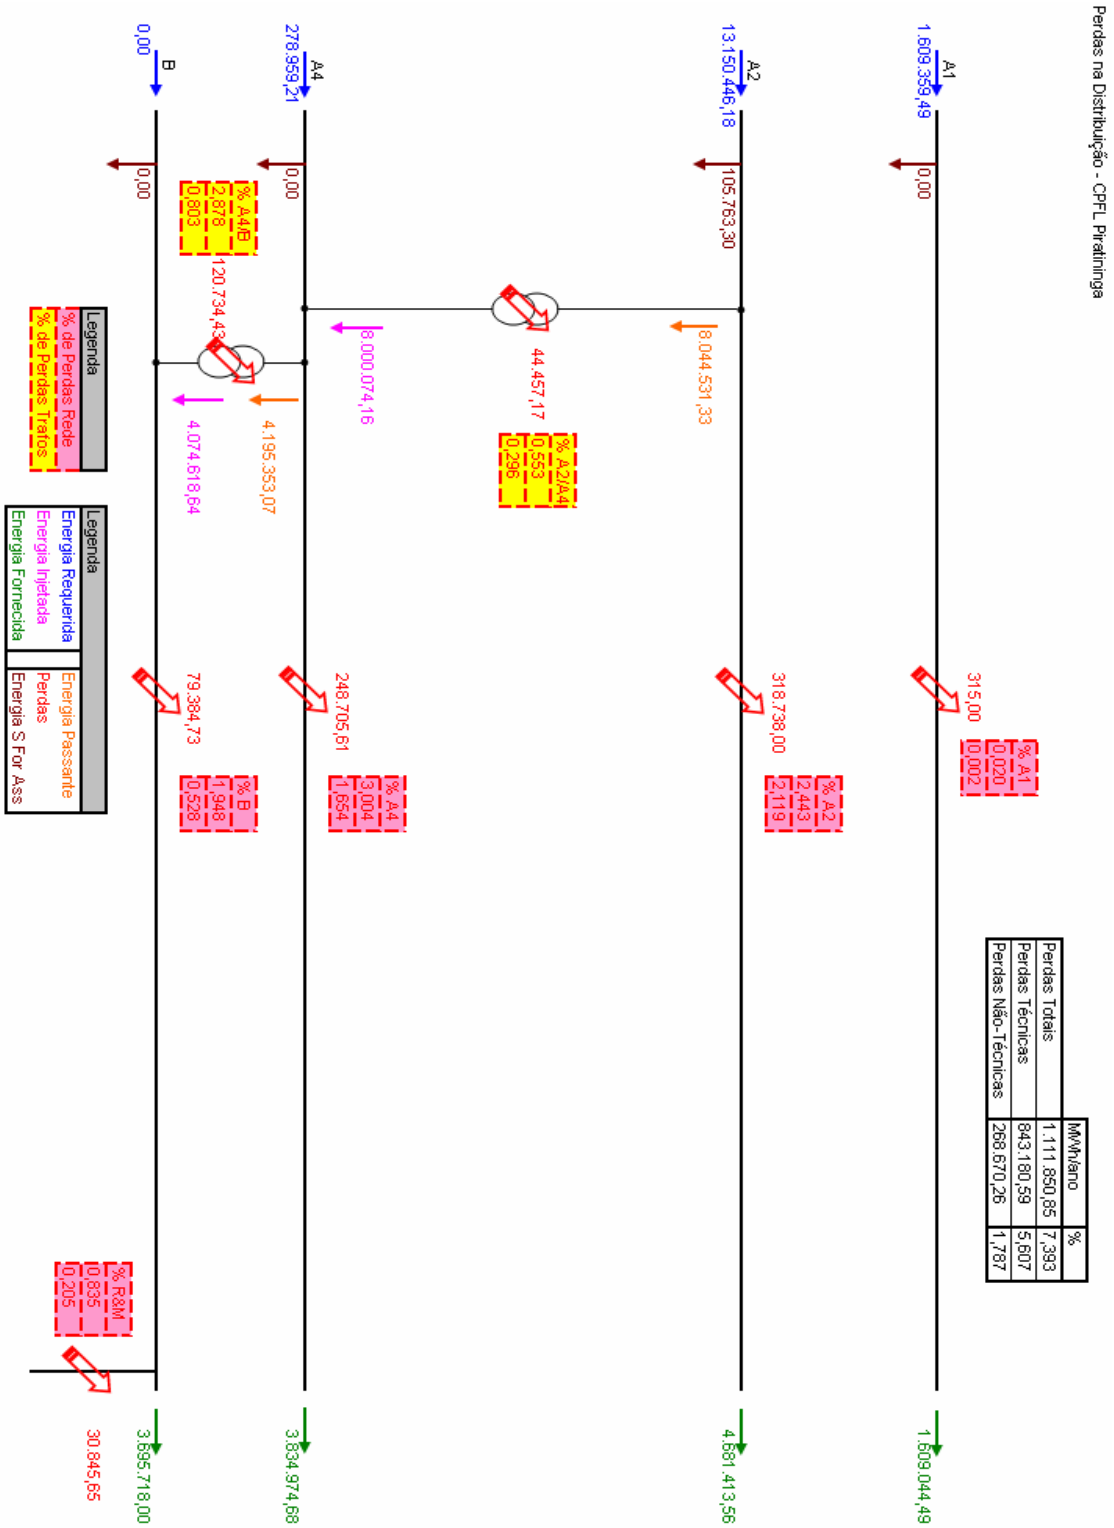 Perdas na Distribuição - CPFL Piratininga
MWh/ano %
Perdas Totais 1.111.850,85 7,393
Perdas Técnicas 843.180,59 5,607
Perdas Não-Técnicas 268.670,26 1,787
A1
1.609.359,49
0,00
315,00
% A1
0,020
0,002
1.609.044,49
A2
13.150.446,18
105.763,30
318.738,00
% A2
2,443
2,119
4.681.413,56
8.044.531,33
44.457,17
% A2/A4
0,553
0,296
8.000.074,16
A4
278.959,21
0,00
248.705,61
% A4
3,004
1,654
3.834.974,68
% A4/B
2,878
0,803
120.734,43
4.195.353,07
4.074.618,64
B
0,00
0,00
79.384,73
% B
1,948
0,528
3.695.718,00
% R&M
0,835
0,205
30.845,65
Legenda
% de Perdas Rede
% de Perdas Trafos
Legenda
Energia Requerida Energia Passante
Energia Injetada Perdas
Energia Fornecida Energia S For Ass